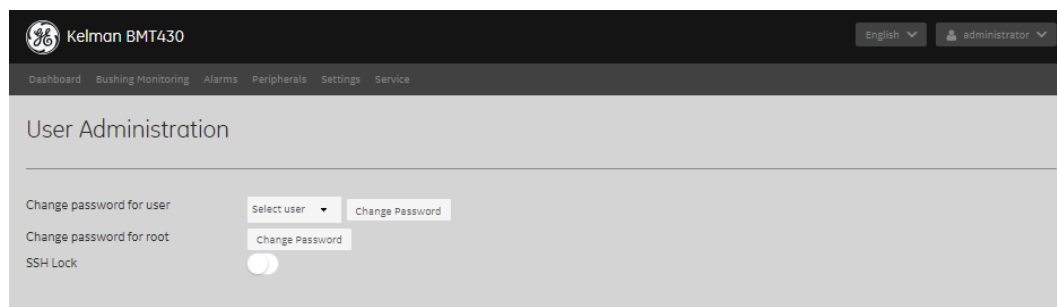 Kelman BMT430
English
administrator
Dashboard Bushing Monitoring Alarms Peripherals Settings Service
User Administration
Change password for user Select user Change Password
Change password for root Change Password
SSH Lock